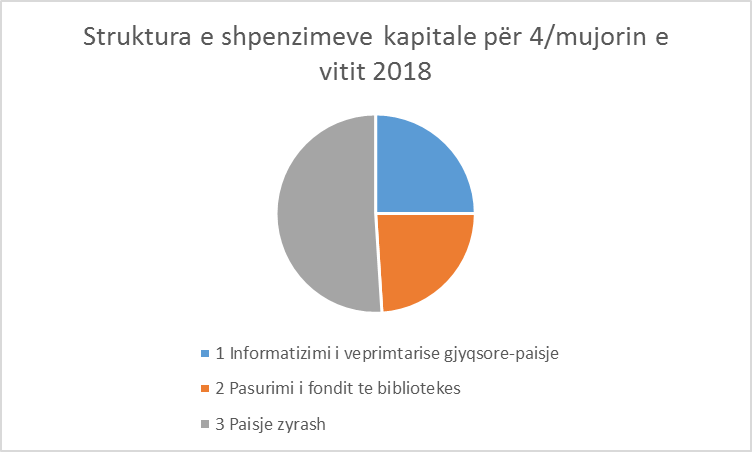 Struktura e shpenzimeve kapitale për 4/mujorin e
vitit 2018
1 Informatizimi i veprimtarise gjyqsore-paisje
2 Pasurimi i fondit te bibliotekes
3 Paisje zyrash